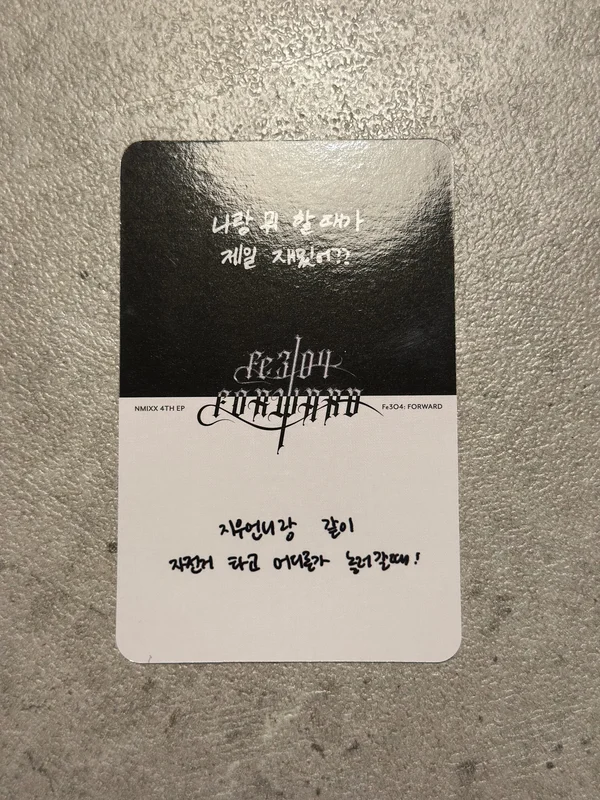 나랑 뭐 할 때가
제일 재밌어??
Fe3O4
FORWARD
NMIXX 4TH EP
Fe3O4: FORWARD
지우언니랑 같이
자전거 타고 어디론가 놀러갈때!